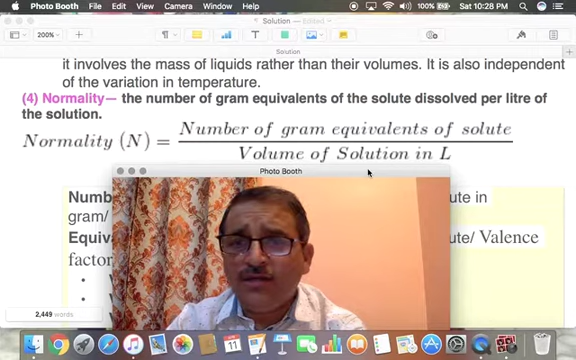 Photo Booth File Edit View Camera Window Help 100% Sat 10:28 PM
Solution — Edited
200%
Solution
it involves the mass of liquids rather than their volumes. It is also independent
of the variation in temperature.
(4) Normality— the number of gram equivalents of the solute dissolved per litre of
the solution.
Normality (N) = Number of gram equivalents of solute
Volume of Solution in L
Photo Booth
Numb ute in
gram/
Equiva ute/ Valence
factor
2,449 words